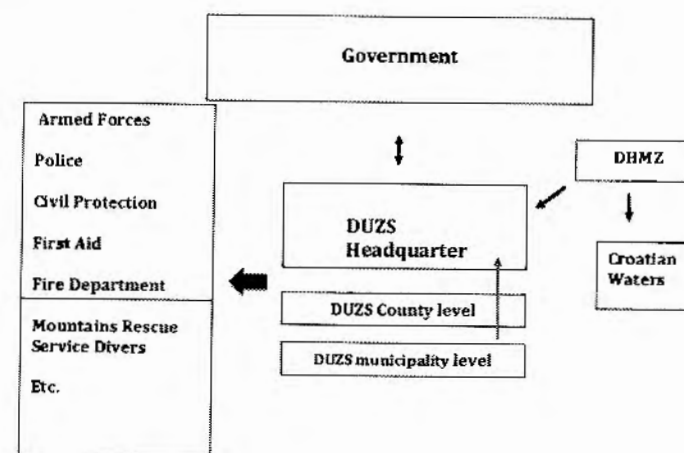 Government
Armed Forces
Police
Civil Protection
First Aid
Fire Department
Mountains Rescue
Service Divers
Etc.
DUZS
Headquarter
DUZS County level
DUZS municipality level
DHMZ
Croatian
Waters